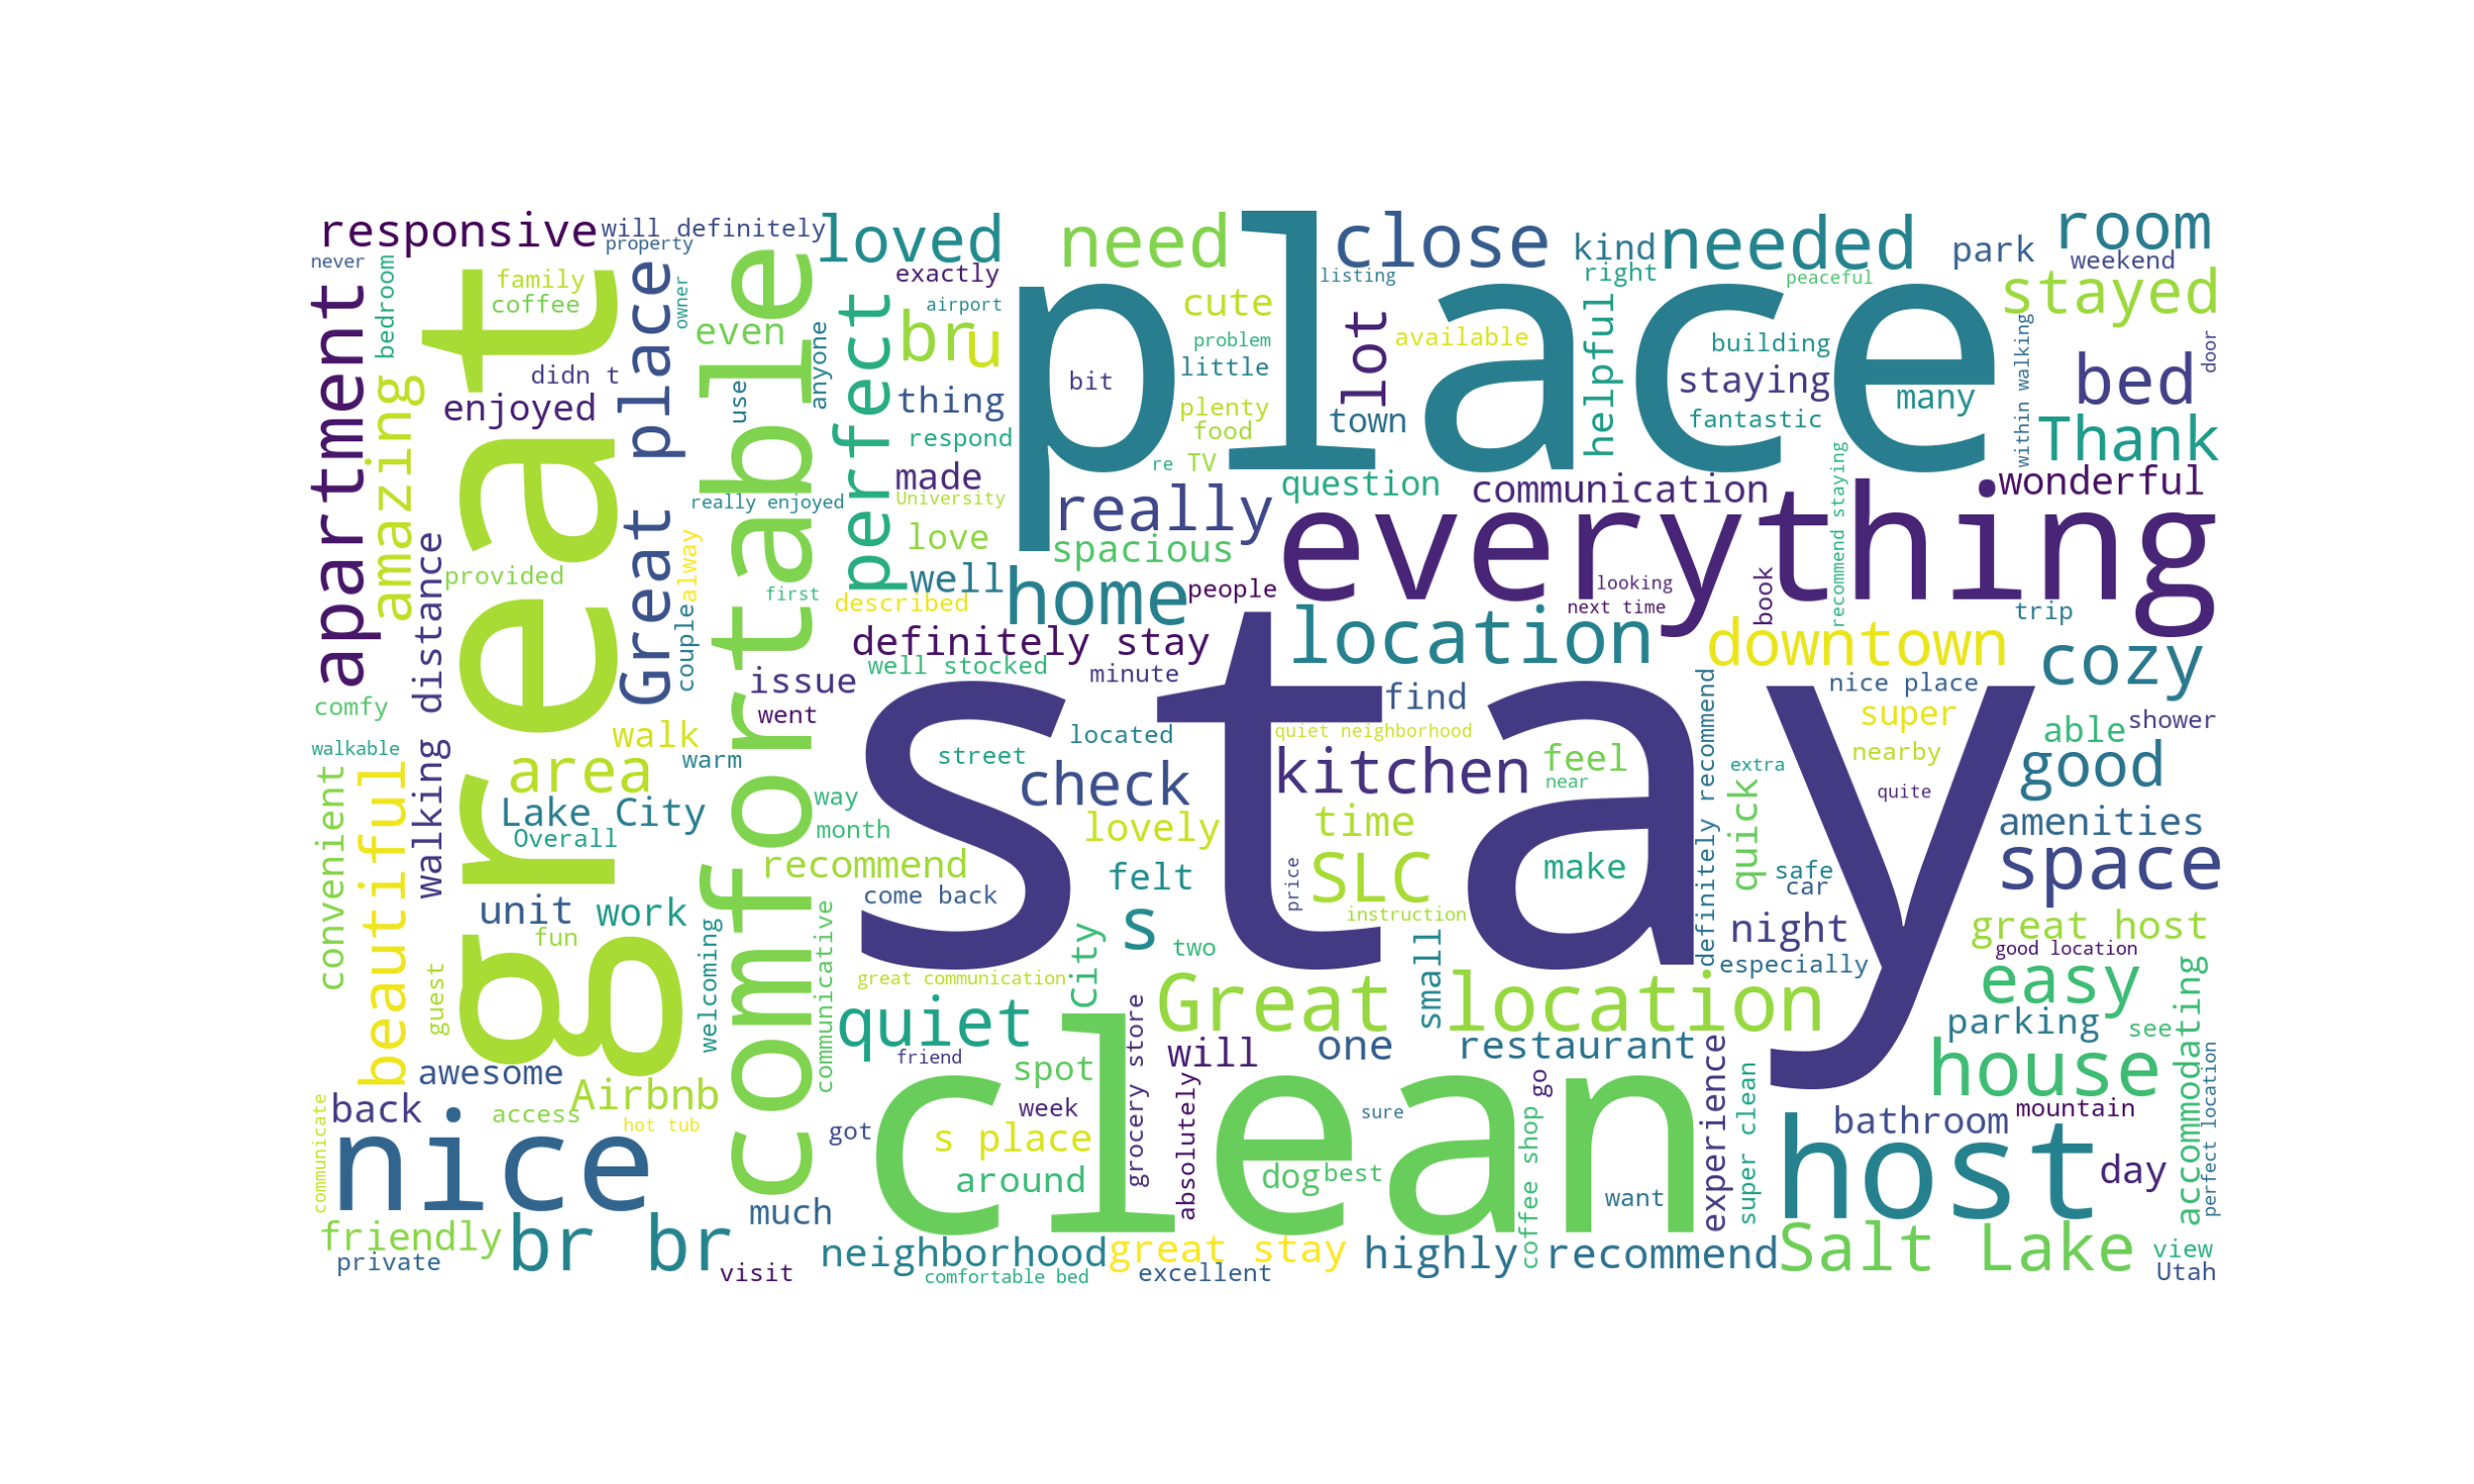 responsive
will definitely
property
loved
need
close
kind
needed
park
room
weekend
never
bedroom
family
coffee
owner
exactly
airport
listing
right
peaceful
stayed
apartment
amazing
great
Great place
even
comfortable
anyone
perfect
br
u
cute
problem
little
place
lot
available
helpful
building
staying
many
within walking
door
bed
didn t
enjoyed
use
thing
bit
plenty
food
town
fantastic
Thank
respond
made
re
TV
University
really enjoyed
really
question
communication
recommend staying
wonderful
distance
walking distance
provided
alway
first
love
spacious
well
described
home
people
everything
looking
next time
book
trip
couple
definitely stay
well stocked
minute
location
downtown
cozy
comfy
issue
went
find
nice place
super
able
shower
walkable
walk
warm
area
street
located
quiet neighborhood
stay
kitchen
feel
near
extra
nearby
good
quite
convenient
beautiful
Lake City
Overall
way
month
check
lovely
time
definitely recommend
quick
amenities
recommend
come back
felt
price
SLC
instruction
make
safe
car
space
unit
work
fun
welcoming
communicative
s
two
city
small
night
especially
great host
good location
guest
great communication
quiet
Great location
easy
parking
see
accommodating
awesome
friend
spot
grocery store
will
one
restaurant
experience
house
back
Airbnb
access
hot tub
week
absolutely
sure
go
clean
super clean
bathroom
mountain
perfect location
communicate
nice
got
s place
around
dog
best
coffee shop
want
host
day
friendly
private
br br
much
visit
neighborhood
comfortable bed
great stay
excellent
highly recommend
Salt Lake
view
Utah